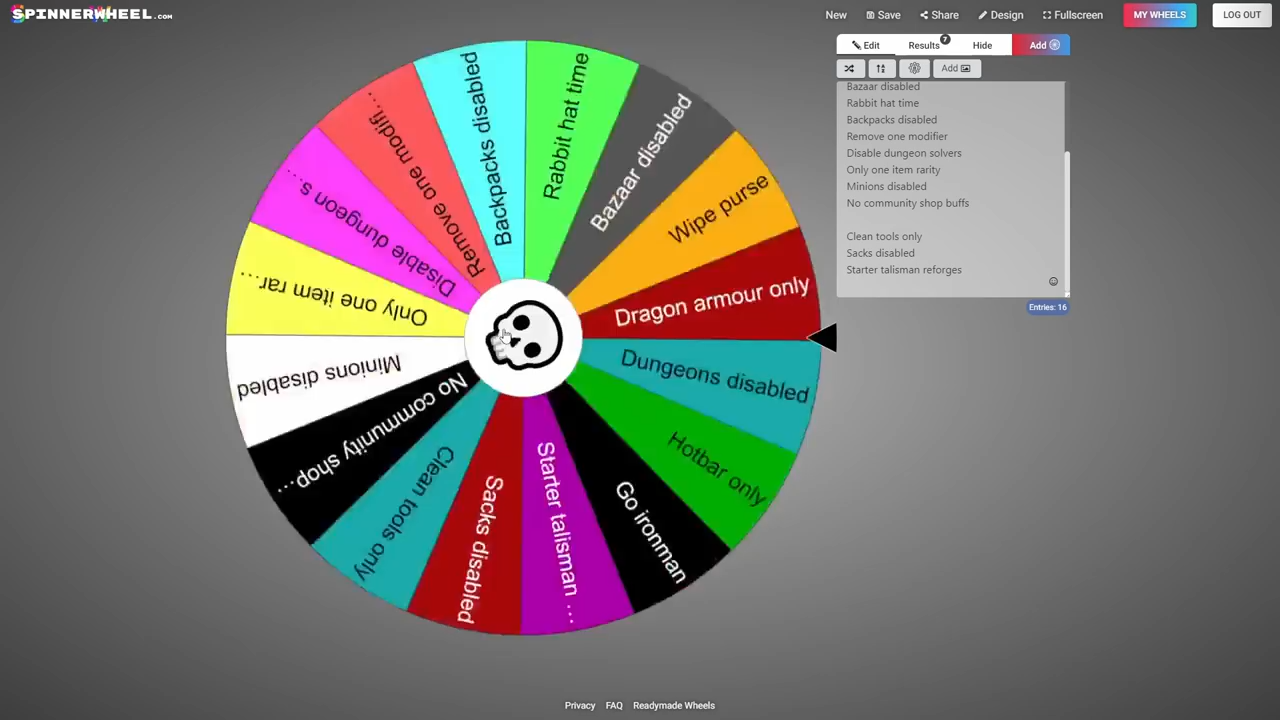 SPINNERWHEEL.COM
New Save Share Design Fullscreen MY WHEELS LOG OUT
Edit Results 7 Hide Add
Add
Bazaar disabled
Rabbit hat time
Backpacks disabled
Remove one modifier
Disable dungeon solvers
Only one item rarity
Minions disabled
No community shop buffs
Clean tools only
Sacks disabled
Starter talisman reforges
Entries: 16
Backpacks disabled
Rabbit hat time
Bazaar disabled
Wipe purse
Dragon armour only
Dungeons disabled
Hotbar only
Go ironman
Starter talisman ...
Sacks disabled
Clean tools only
No community shop...
Minions disabled
Only one item rar...
Disable dungeon s...
Remove one modifi...
Privacy FAQ Readymade Wheels